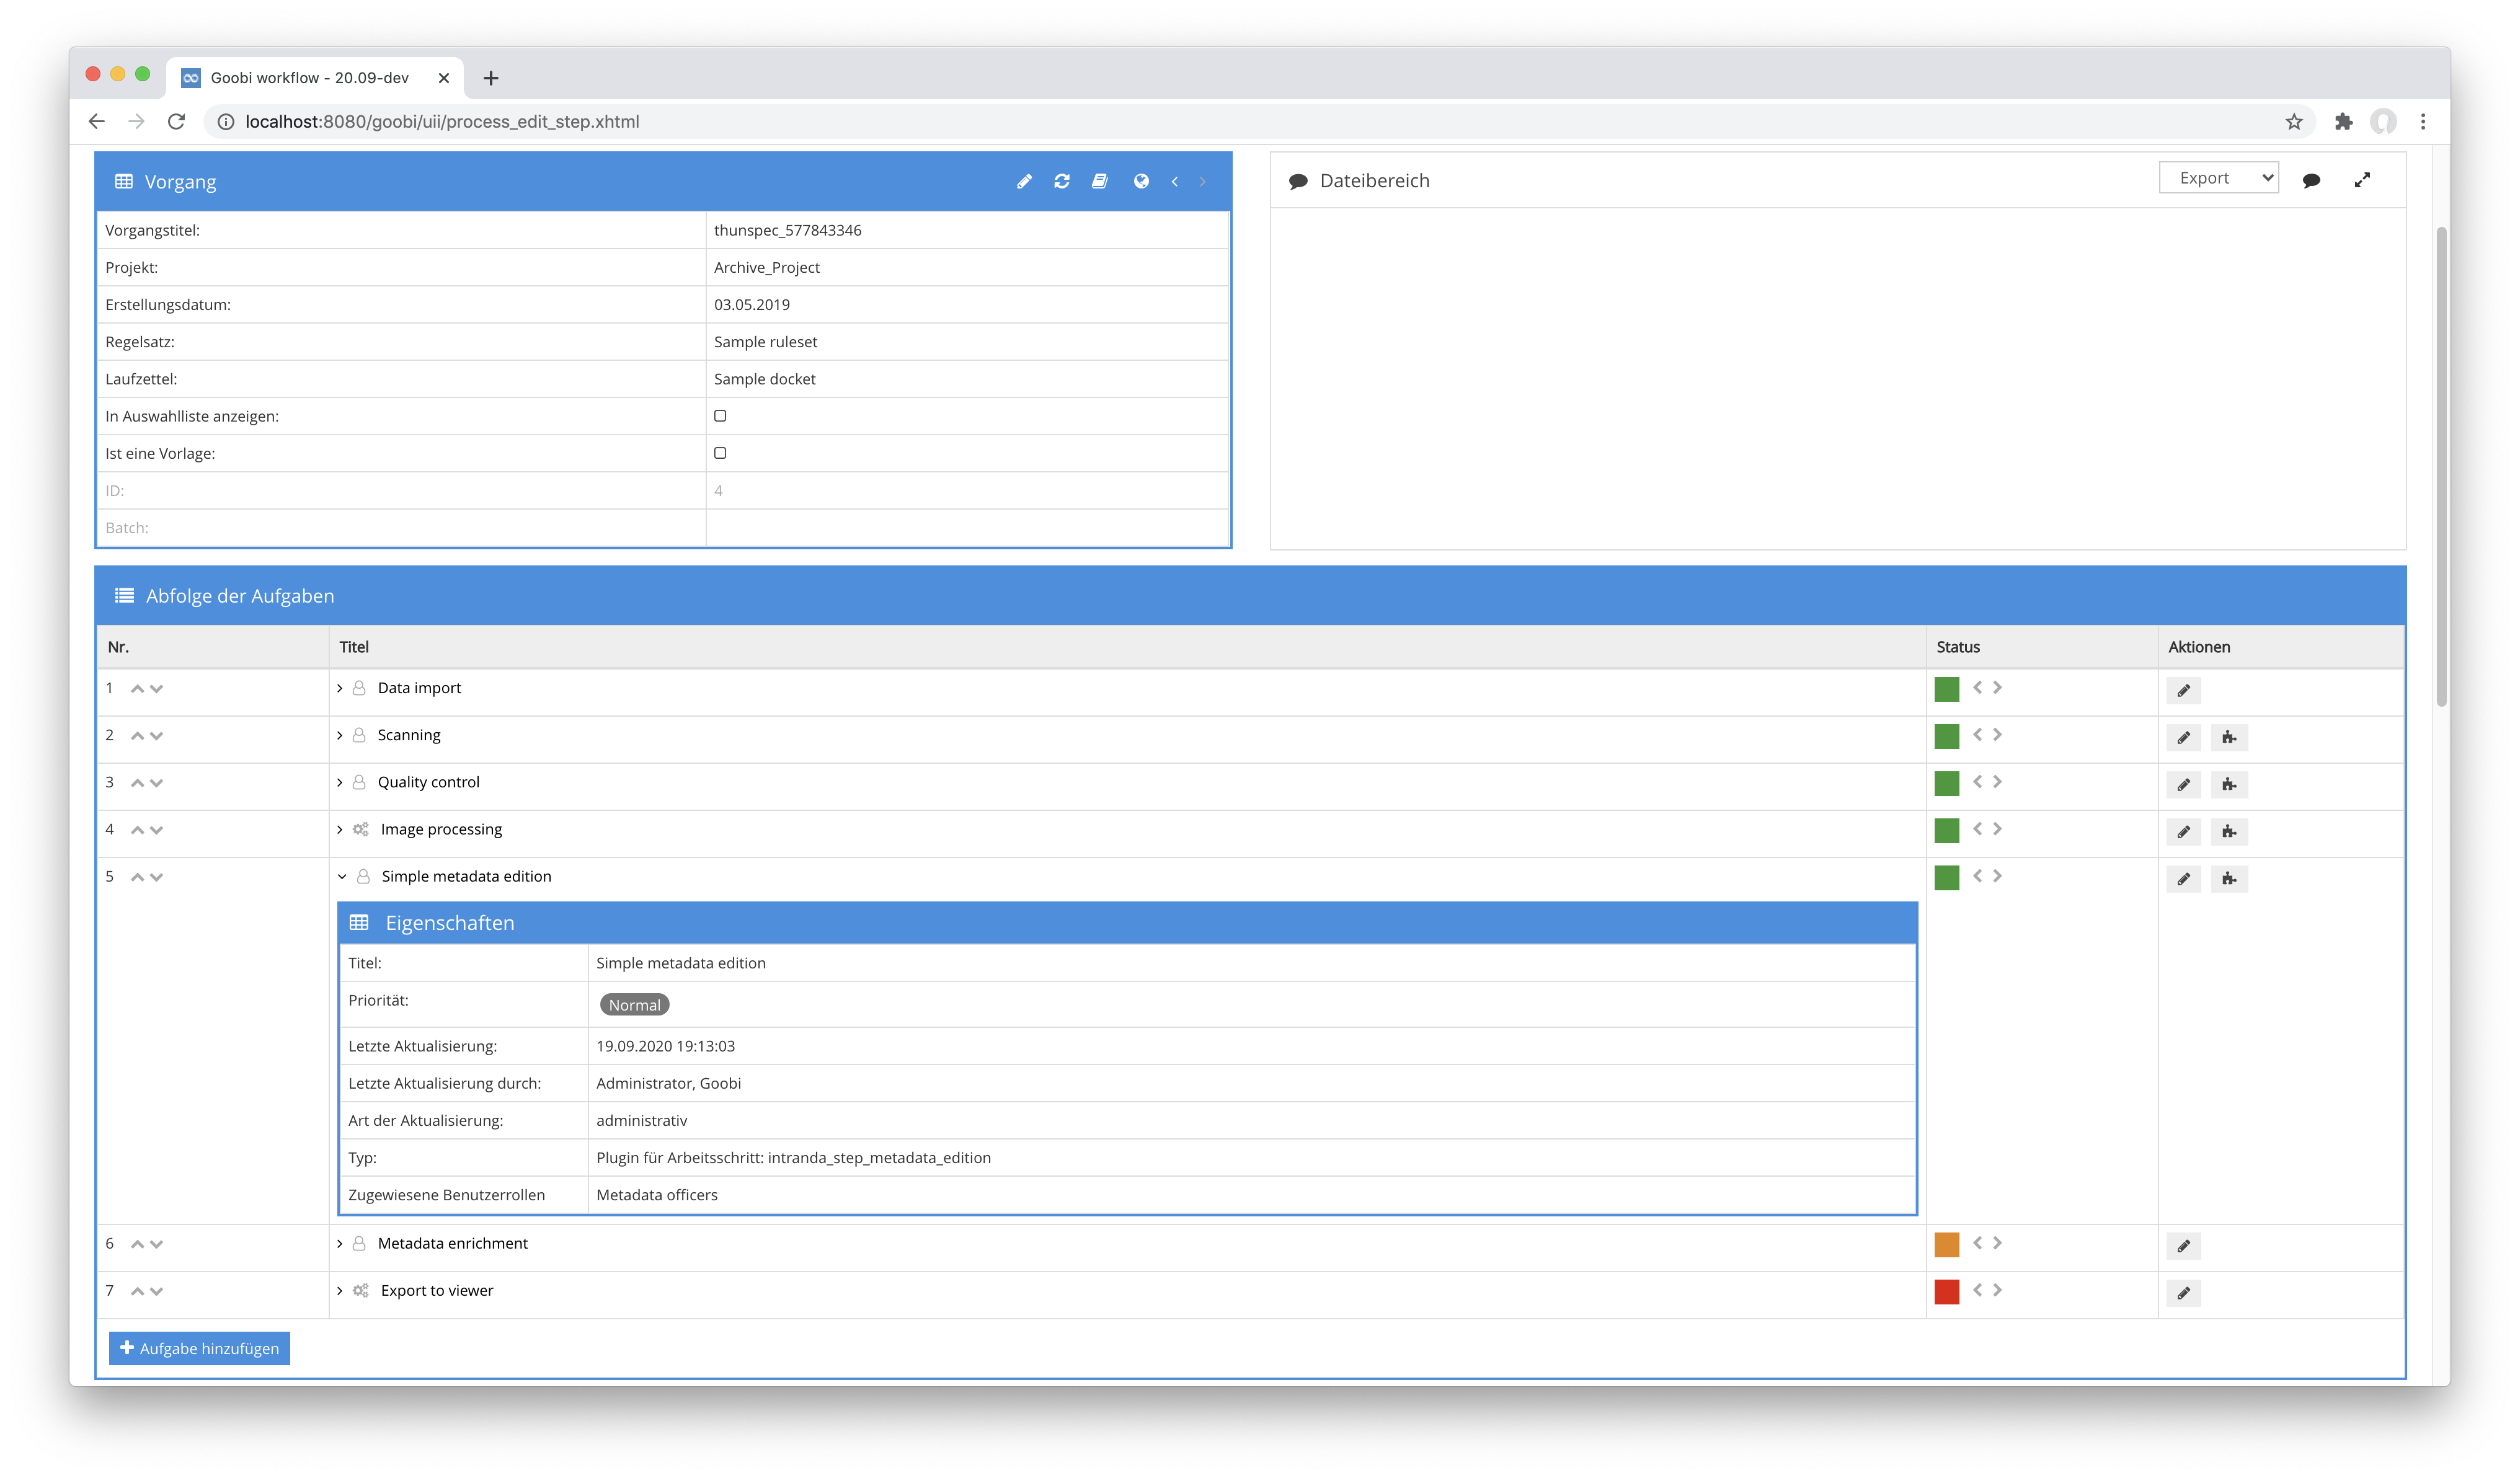 Goobi workflow - 20.09-dev
localhost:8080/goobi/uii/process_edit_step.xhtml
Vorgang
Vorgangstitel: thunspec_577843346
Projekt: Archive_Project
Erstellungsdatum: 03.05.2019
Regelsatz: Sample ruleset
Laufzettel: Sample docket
In Auswahlliste anzeigen:
Ist eine Vorlage:
ID: 4
Batch:
Dateibereich Export
Abfolge der Aufgaben
Nr. Titel Status Aktionen
1 Data import
2 Scanning
3 Quality control
4 Image processing
5 Simple metadata edition
Eigenschaften
Titel: Simple metadata edition
Priorität: Normal
Letzte Aktualisierung: 19.09.2020 19:13:03
Letzte Aktualisierung durch: Administrator, Goobi
Art der Aktualisierung: administrativ
Typ: Plugin für Arbeitsschritt: intranda_step_metadata_edition
Zugewiesene Benutzerrollen Metadata officers
6 Metadata enrichment
7 Export to viewer
Aufgabe hinzufügen